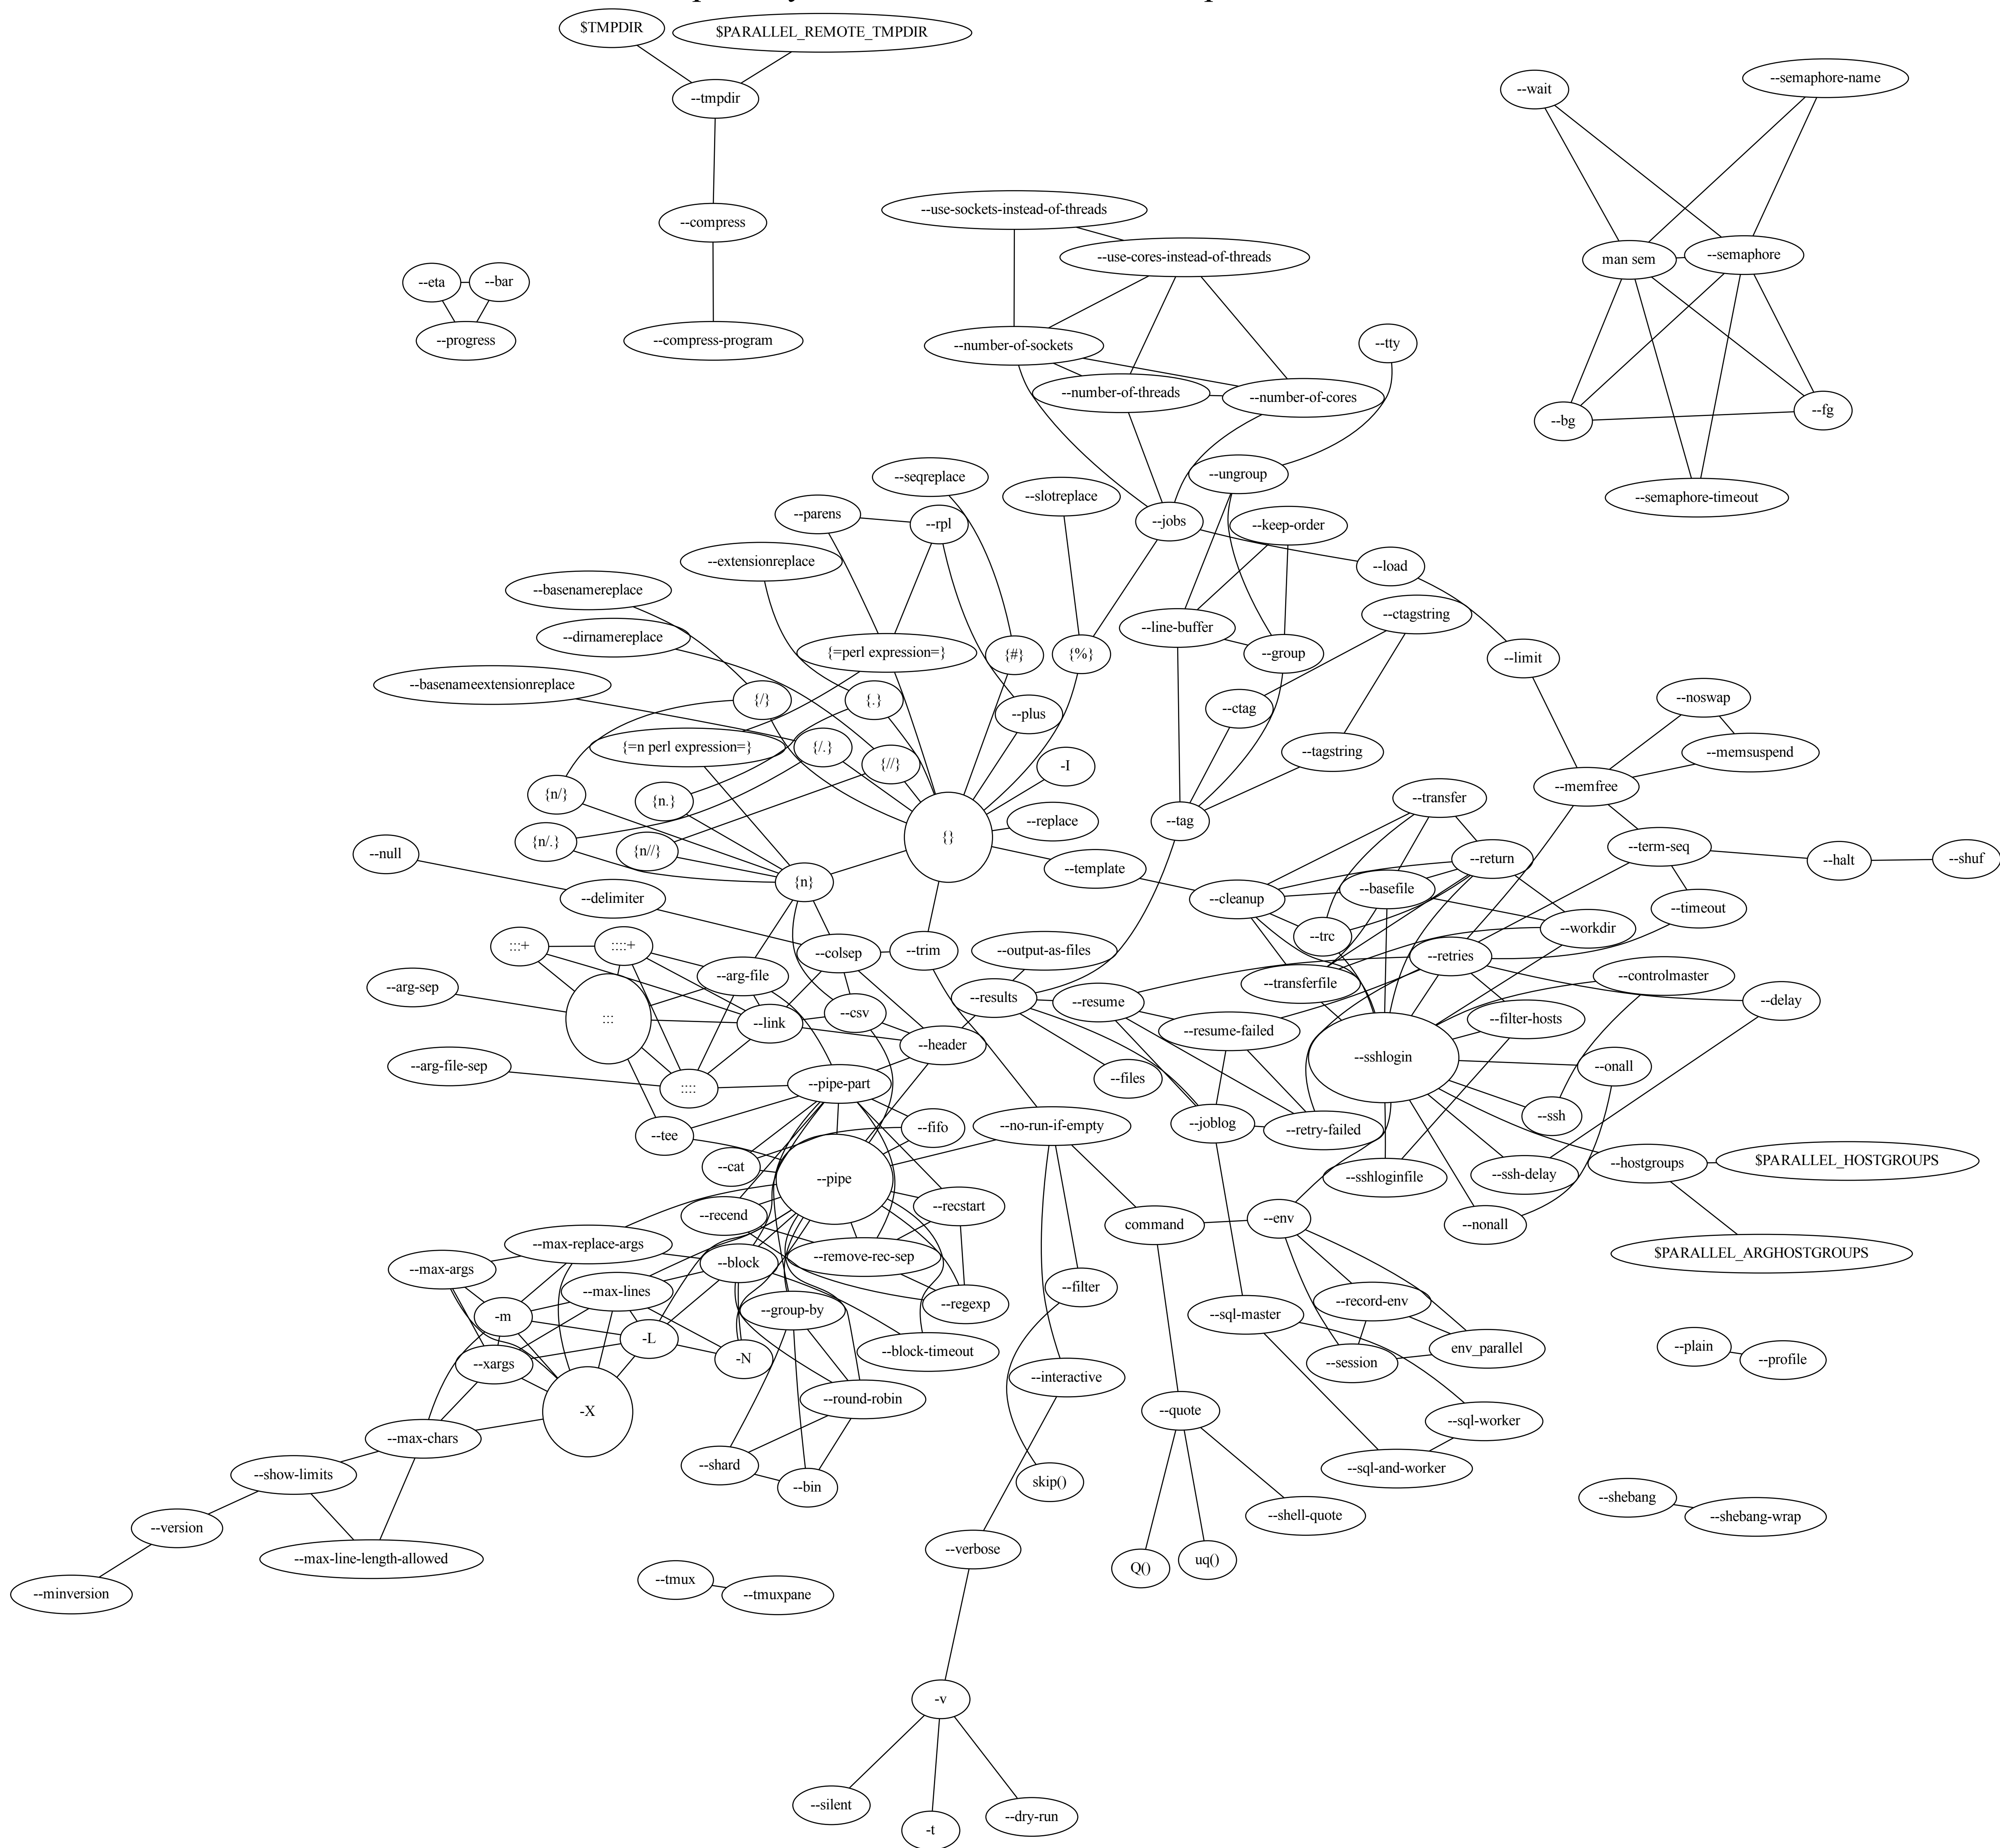 $TMPDIR
$PARALLEL_REMOTE_TMPDIR
--semaphore-name
--wait
--tmpdir
--use-sockets-instead-of-threads
--compress
--use-cores-instead-of-threads
man sem
--semaphore
--eta
--bar
--progress
--compress-program
--number-of-sockets
--tty
--number-of-threads
--number-of-cores
--fg
--bg
--seqreplace
--slotreplace
--ungroup
--semaphore-timeout
--parens
--rpl
--jobs
--keep-order
--extensionreplace
--load
--basenamereplace
--ctagstring
--dirnamereplace
--line-buffer
{=perl expression=}
{#}
{%}
--group
--limit
--basenameextensionreplace
{/}
{.}
--plus
--ctag
--noswap
{=n perl expression=}
{/.}
{//}
-I
--tagstring
--memsuspend
{n/}
{n.}
--transfer
--memfree
{n/.}
{n//}
{}
--replace
--tag
--null
--term-seq
--return
--halt
--shuf
{n}
--template
--basefile
--delimiter
--cleanup
--timeout
:::+
::::+
--colsep
--trim
--output-as-files
--trc
--workdir
--retries
--arg-sep
--arg-file
--transferfile
--controlmaster
--results
--resume
--delay
:::
--link
--csv
--resume-failed
--filter-hosts
--header
--sshlogin
--arg-file-sep
::::
--pipe-part
--files
--onall
--ssh
--tee
--fifo
--no-run-if-empty
--joblog
--retry-failed
--cat
--pipe
--sshloginfile
--ssh-delay
--hostgroups
$PARALLEL_HOSTGROUPS
--recend
--recstart
command
--env
--nonall
--max-replace-args
--remove-rec-sep
$PARALLEL_ARGHOSTGROUPS
--max-args
--block
--max-lines
--filter
-m
--group-by
--regexp
--sql-master
--record-env
-L
--block-timeout
env_parallel
--plain
--profile
--xargs
-N
--interactive
--session
-X
--round-robin
--quote
--sql-worker
--max-chars
--show-limits
--shard
--bin
skip()
--sql-and-worker
--shell-quote
--shebang
--shebang-wrap
--version
--max-line-length-allowed
--verbose
Q()
uq()
--minversion
--tmux
--tmuxpane
-v
--silent
-t
--dry-run